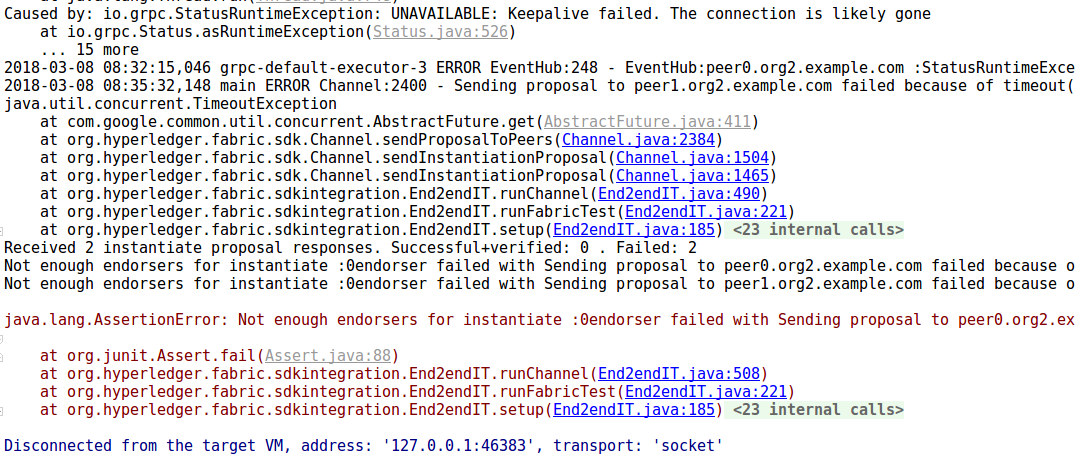 Caused by: io.grpc.StatusRuntimeException: UNAVAILABLE: Keepalive failed. The connection is likely gone
at io.grpc.Status.asRuntimeException(Status.java:526)
... 15 more
2018-03-08 08:32:15,046 grpc-default-executor-3 ERROR EventHub:248 - EventHub:peer0.org2.example.com :StatusRuntimeExce
2018-03-08 08:35:32,148 main ERROR Channel:2400 - Sending proposal to peer1.org2.example.com failed because of timeout(
java.util.concurrent.TimeoutException
at com.google.common.util.concurrent.AbstractFuture.get(AbstractFuture.java:411)
at org.hyperledger.fabric.sdk.Channel.sendProposalToPeers(Channel.java:2384)
at org.hyperledger.fabric.sdk.Channel.sendInstantiationProposal(Channel.java:1504)
at org.hyperledger.fabric.sdk.Channel.sendInstantiationProposal(Channel.java:1465)
at org.hyperledger.fabric.sdkintegration.End2endIT.runChannel(End2endIT.java:490)
at org.hyperledger.fabric.sdkintegration.End2endIT.runFabricTest(End2endIT.java:221)
at org.hyperledger.fabric.sdkintegration.End2endIT.setup(End2endIT.java:185) <23 internal calls>
Received 2 instantiate proposal responses. Successful+verified: 0 . Failed: 2
Not enough endorsers for instantiate :0endorser failed with Sending proposal to peer0.org2.example.com failed because o
Not enough endorsers for instantiate :0endorser failed with Sending proposal to peer1.org2.example.com failed because o
java.lang.AssertionError: Not enough endorsers for instantiate :0endorser failed with Sending proposal to peer0.org2.ex
at org.junit.Assert.fail(Assert.java:88)
at org.hyperledger.fabric.sdkintegration.End2endIT.runChannel(End2endIT.java:508)
at org.hyperledger.fabric.sdkintegration.End2endIT.runFabricTest(End2endIT.java:221)
at org.hyperledger.fabric.sdkintegration.End2endIT.setup(End2endIT.java:185) <23 internal calls>
Disconnected from the target VM, address: '127.0.0.1:46383', transport: 'socket'